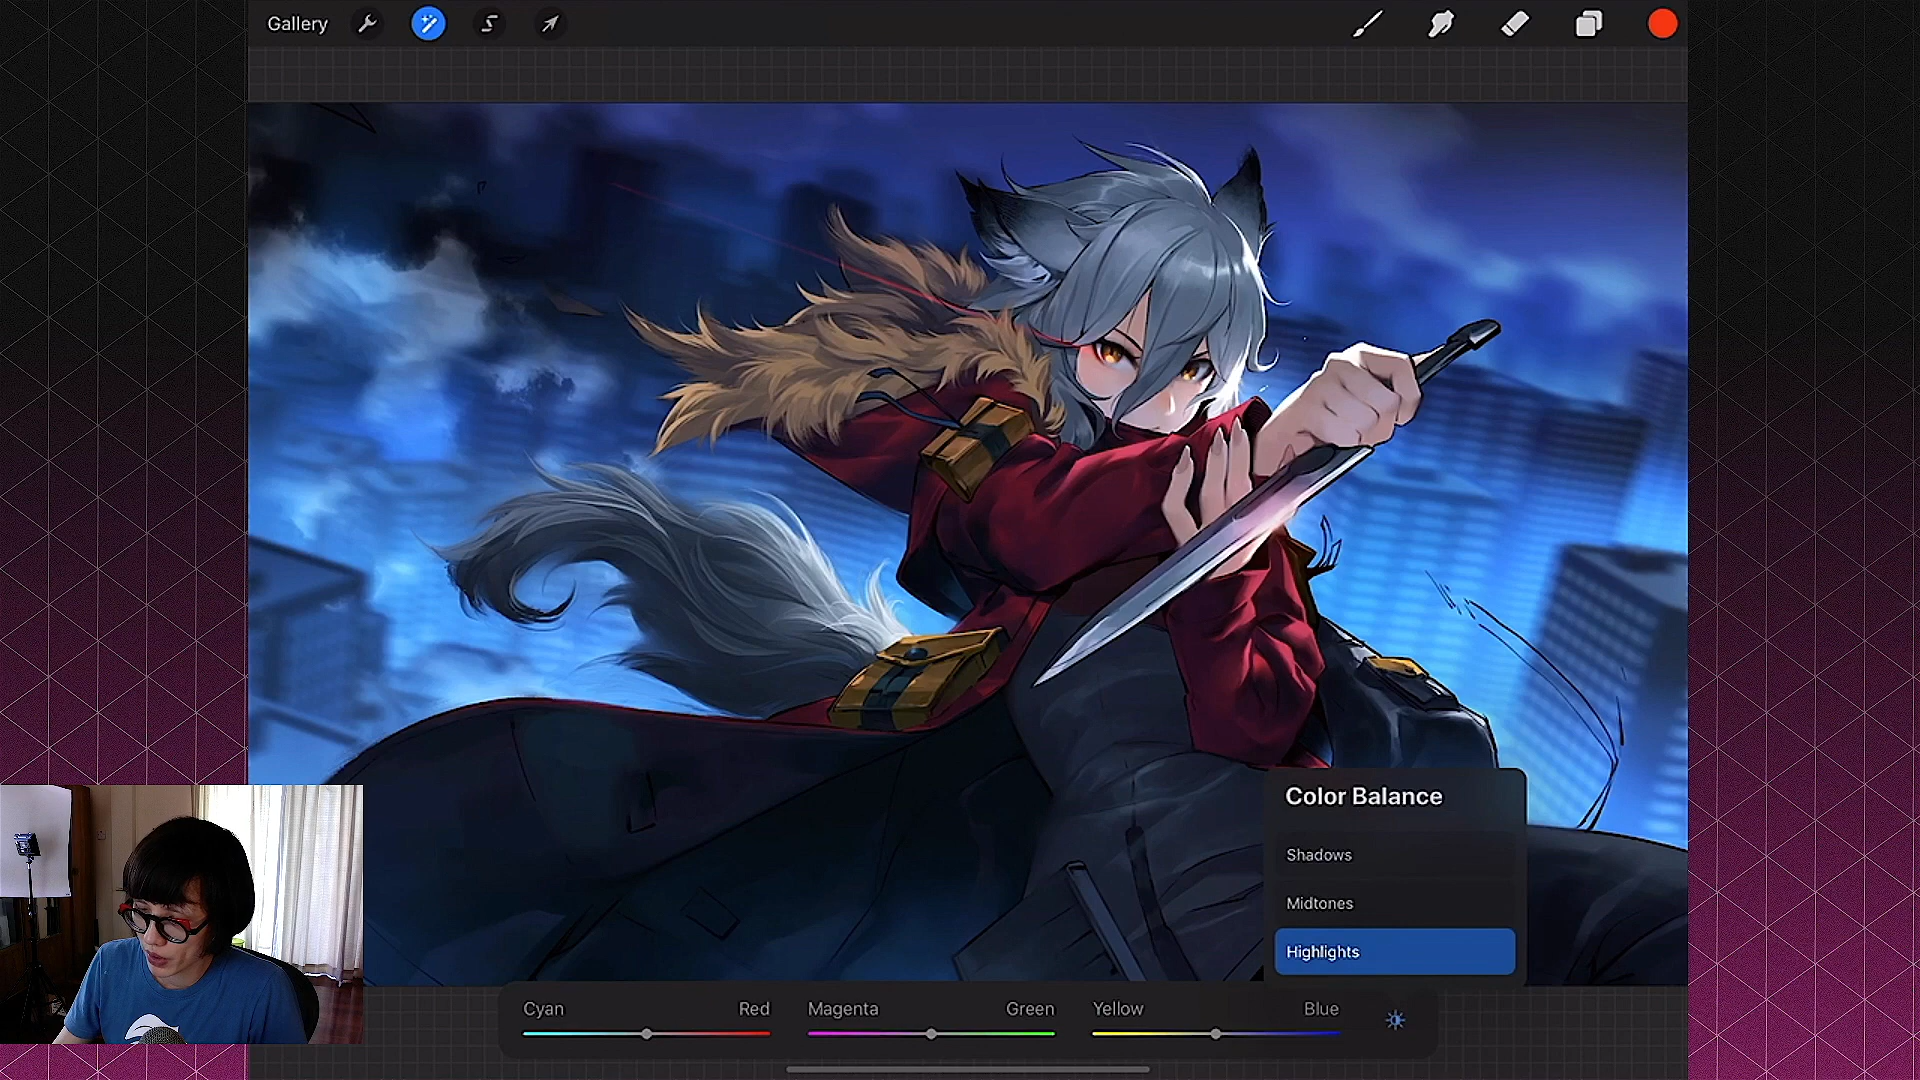 Gallery
Color Balance
Shadows
Midtones
Highlights
Cyan
Red
Magenta
Green
Yellow
Blue